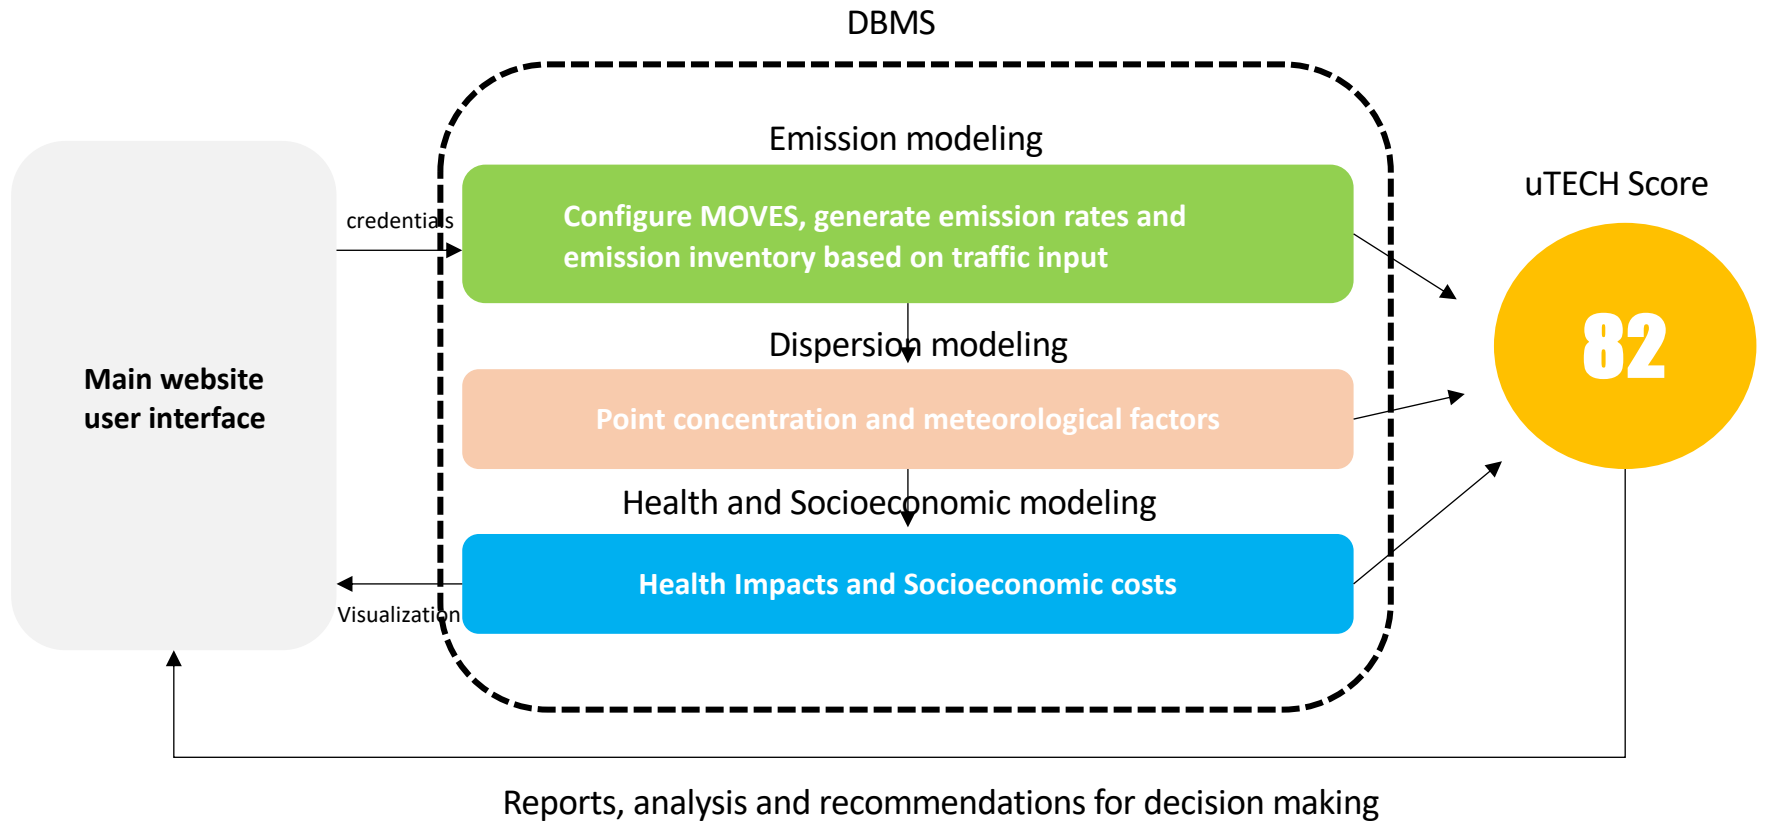 DBMS
Emission modeling
Configure MOVES, generate emission rates and
emission inventory based on traffic input
credentials
uTECH Score
82
Dispersion modeling
Main website
user interface
Point concentration and meteorological factors
Health and Socioeconomic modeling
Health Impacts and Socioeconomic costs
Visualization
Reports, analysis and recommendations for decision making